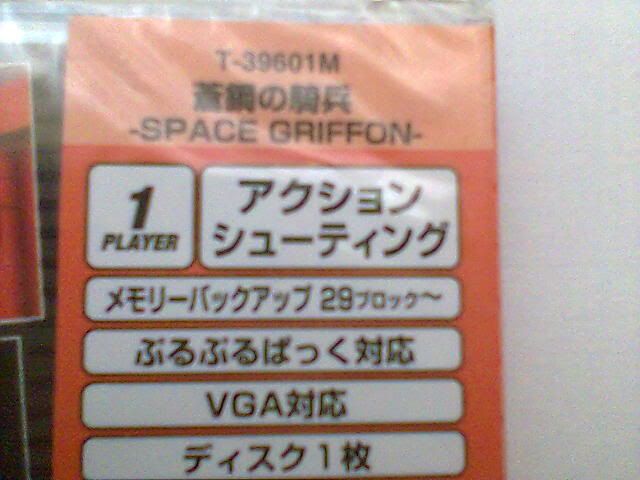 T-39601M
蒼鋼の騎兵
-SPACE GRIFFON-
1
PLAYER
アクション
シューティング
メモリーバックアップ 29ブロック〜
ぶるぶるぱっく対応
VGA対応
ディスク1枚